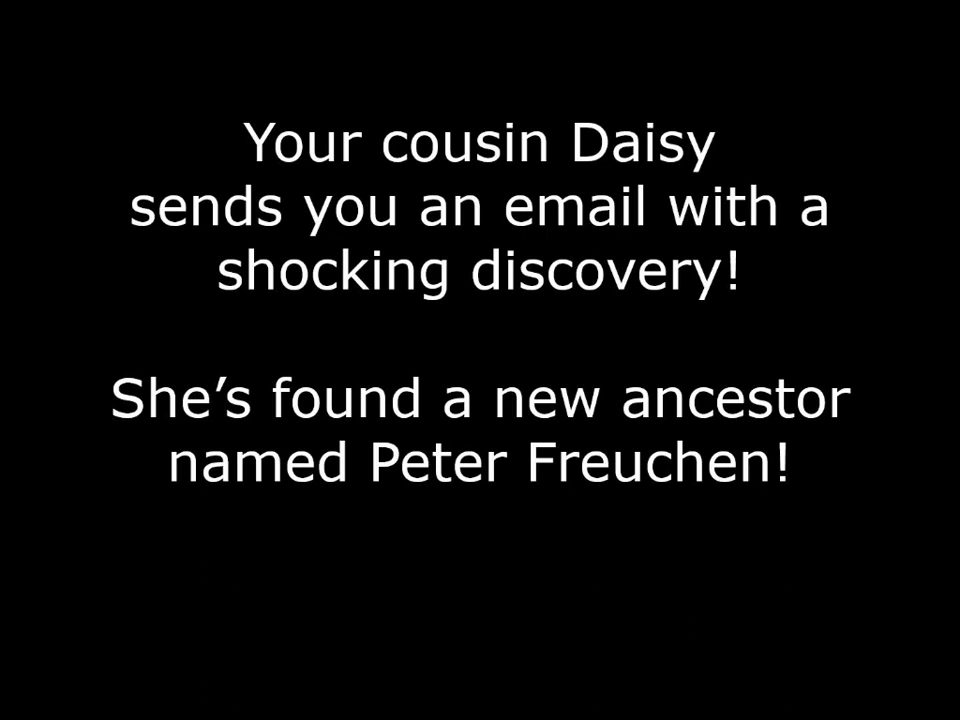 Your cousin Daisy
sends you an email with a
shocking discovery!
She’s found a new ancestor
named Peter Freuchen!